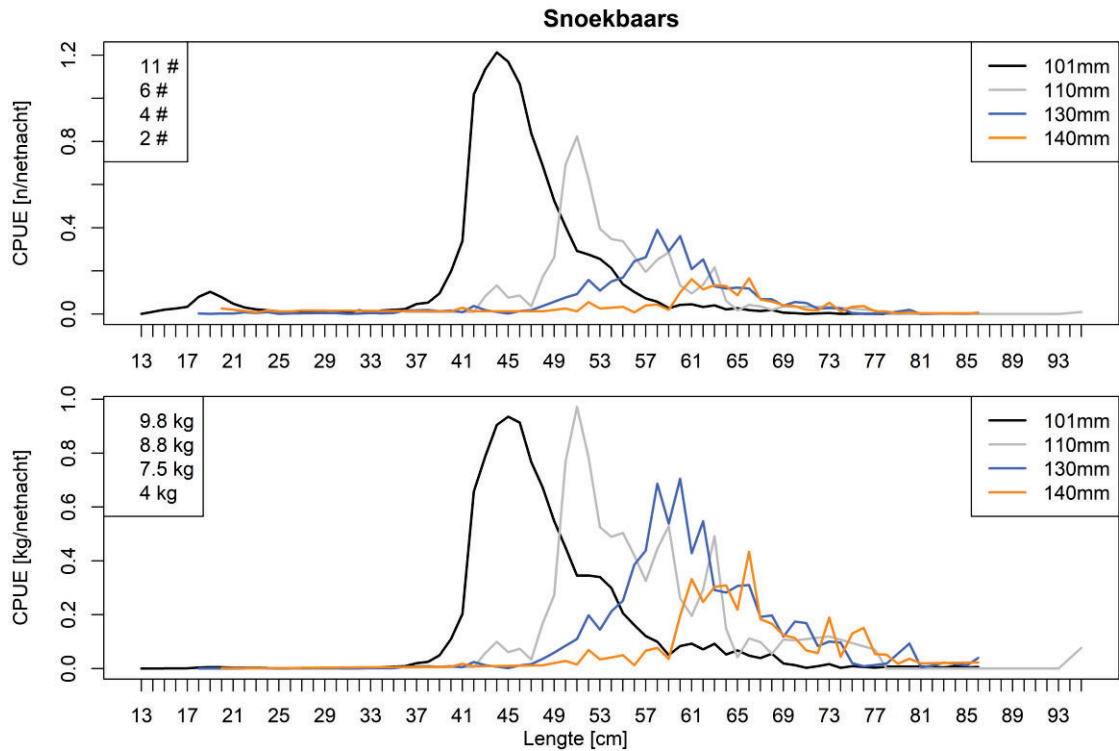 Snoekbaars
CPUE [n/netnacht]
0.0 0.4 0.8 1.2
11 #
6 #
4 #
2 #
101mm
110mm
130mm
140mm
13 17 21 25 29 33 37 41 45 49 53 57 61 65 69 73 77 81 85 89 93
CPUE [kg/netnacht]
0.0 0.2 0.4 0.6 0.8 1.0
9.8 kg
8.8 kg
7.5 kg
4 kg
101mm
110mm
130mm
140mm
13 17 21 25 29 33 37 41 45 49 53 57 61 65 69 73 77 81 85 89 93
Lengte [cm]